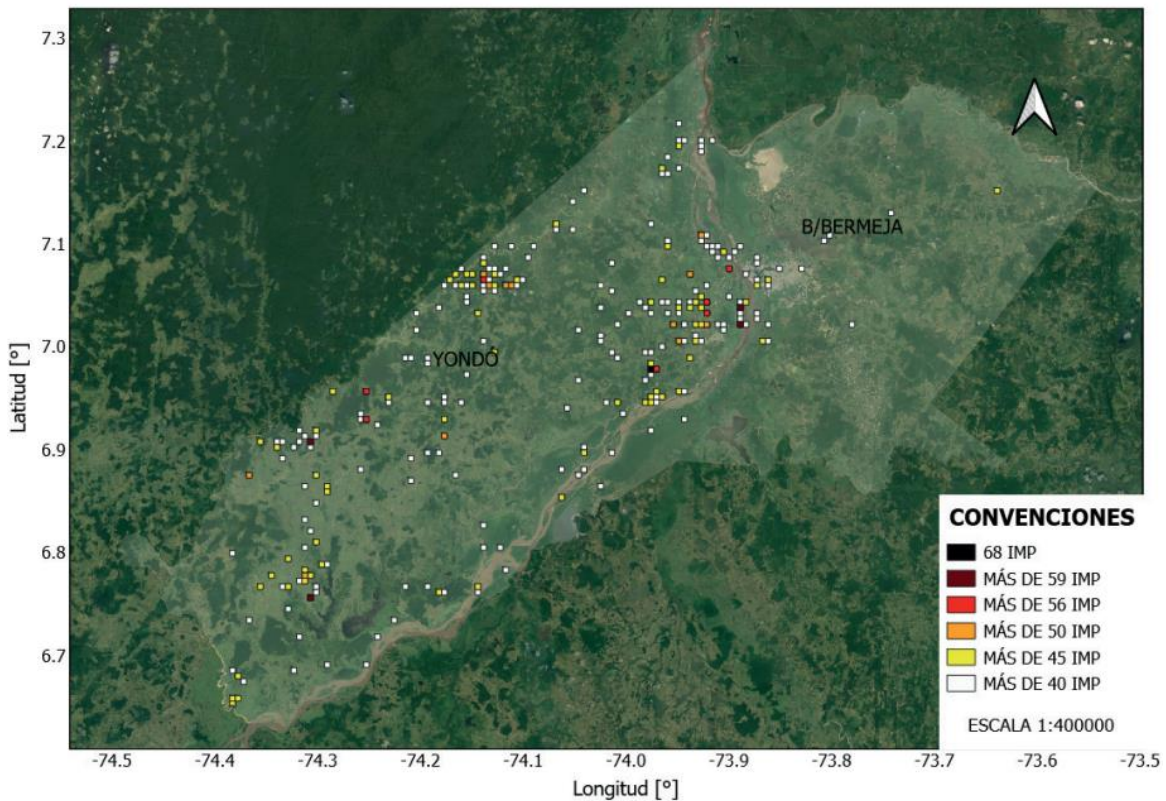 7.3
7.2
7.1
7.0
6.9
6.8
6.7
Latitud [°]
B/BERMEJA
YONDÓ
CONVENCIONES
68 IMP
MÁS DE 59 IMP
MÁS DE 56 IMP
MÁS DE 50 IMP
MÁS DE 45 IMP
MÁS DE 40 IMP
ESCALA 1:400000
-74.5 -74.4 -74.3 -74.2 -74.1 -74.0 -73.9 -73.8 -73.7 -73.6 -73.5
Longitud [°]